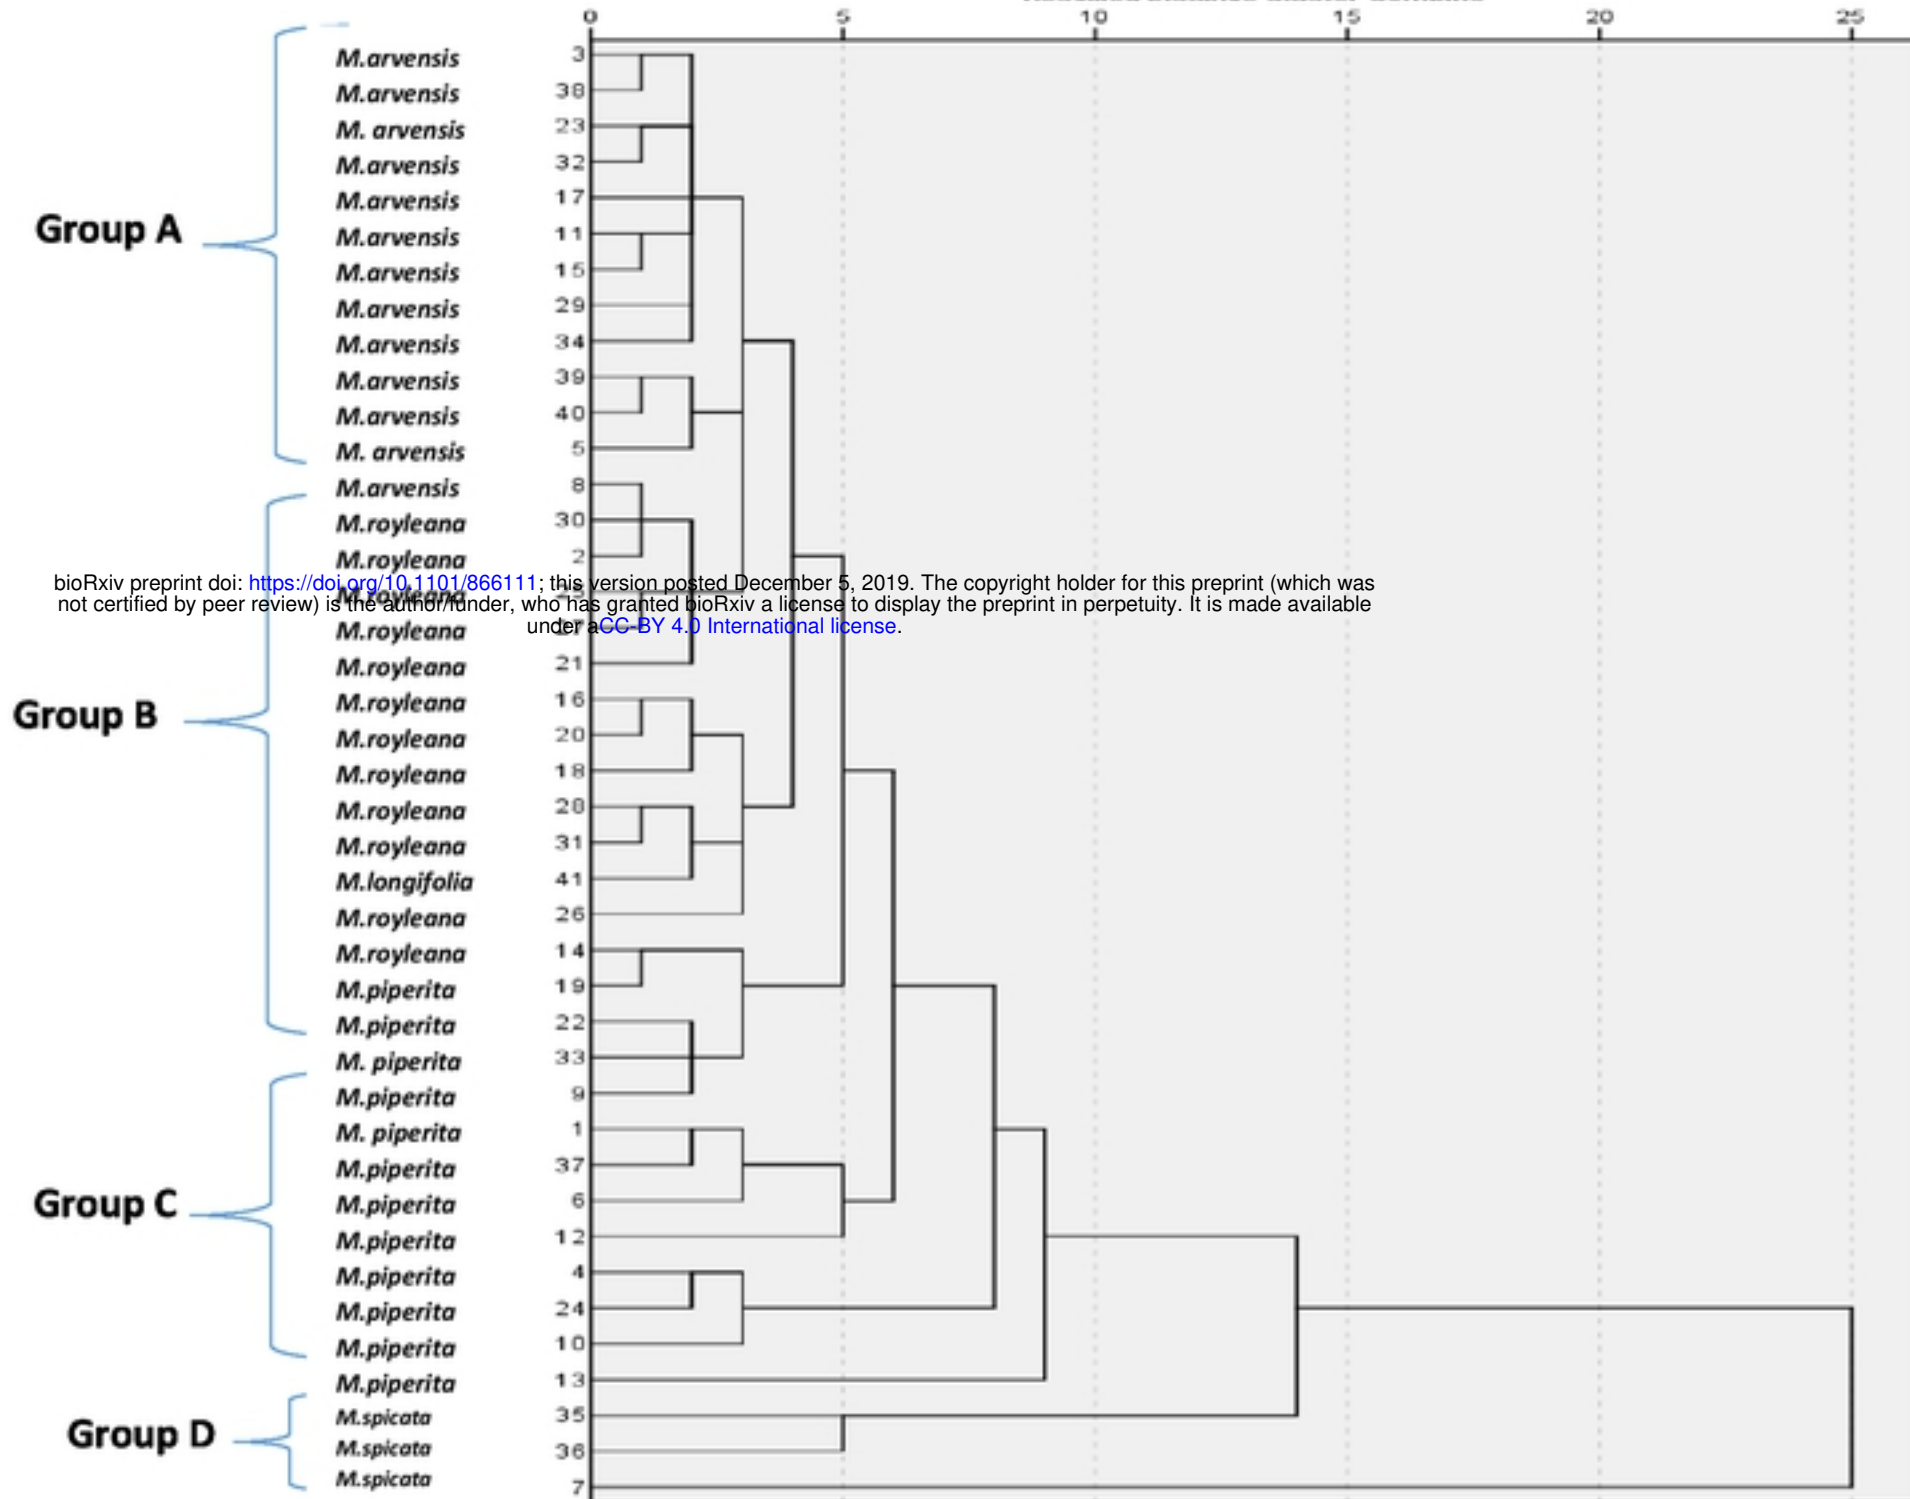 0 5 10 15 20 25
M.arvensis 3
M.arvensis 38
M. arvensis 23
M.arvensis 32
M.arvensis 17
Group A
M.arvensis 11
M.arvensis 15
M.arvensis 29
M.arvensis 34
M.arvensis 39
M.arvensis 40
M. arvensis 5
M.arvensis 8
M.royleana 30
M.royleana 2
bioRxiv preprint doi: https://doi.org/10.1101/866111; this version posted December 5, 2019. The copyright holder for this preprint (which was
M.royleana
not certified by peer review) is the author/funder, who has granted bioRxiv a license to display the preprint in perpetuity. It is made available
under aCC-BY 4.0 International license.
M.royleana
M.royleana 21
M.royleana 16
Group B
M.royleana 20
M.royleana 18
M.royleana 28
M.royleana 31
M.longifolia 41
M.royleana 26
M.royleana 14
M.piperita 19
M.piperita 22
M. piperita 33
M.piperita 9
M. piperita 1
M.piperita 37
Group C
M.piperita 6
M.piperita 12
M.piperita 4
M.piperita 24
M.piperita 10
M.piperita 13
M.spicata 35
Group D
M.spicata 36
M.spicata 7